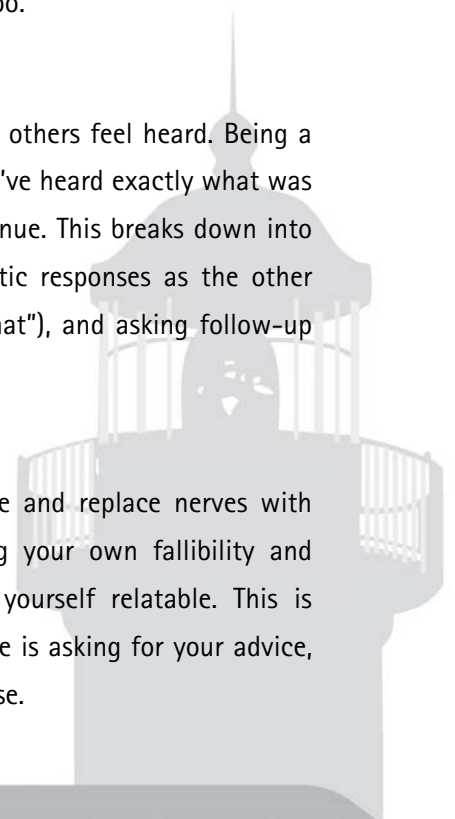 oo.
others feel heard. Being a
've heard exactly what was
nue. This breaks down into
tic responses as the other
hat”), and asking follow-up
e and replace nerves with
g your own fallibility and
yourself relatable. This is
e is asking for your advice,
se.